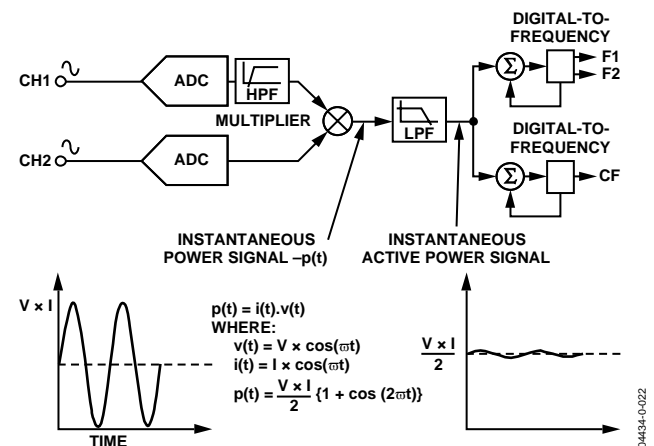 DIGITAL-TO-
FREQUENCY
F1
F2
CH1
ADC
HPF
MULTIPLIER
Σ
LPF
CH2
ADC
DIGITAL-TO-
FREQUENCY
Σ
CF
INSTANTANEOUS
POWER SIGNAL –p(t)
INSTANTANEOUS
ACTIVE POWER SIGNAL
V × I
p(t) = i(t).v(t)
WHERE:
v(t) = V × cos(ϖt)
i(t) = I × cos(ϖt)
p(t) = V × I / 2 {1 + cos (2ϖt)}
V × I
2
TIME
04434-0-022